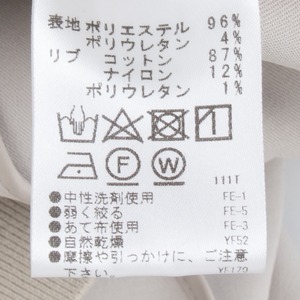 表地 ポリエステル 96%
ポリウレタン 4%
リブ コットン 87%
ナイロン 12%
ポリウレタン 1%
F W
111T
●中性洗剤使用 FE-1
●弱く絞る FE-5
●あて布使用 FE-3
●自然乾燥 YF52
●摩擦や引っかけに、ご注意
下さい。 YF170